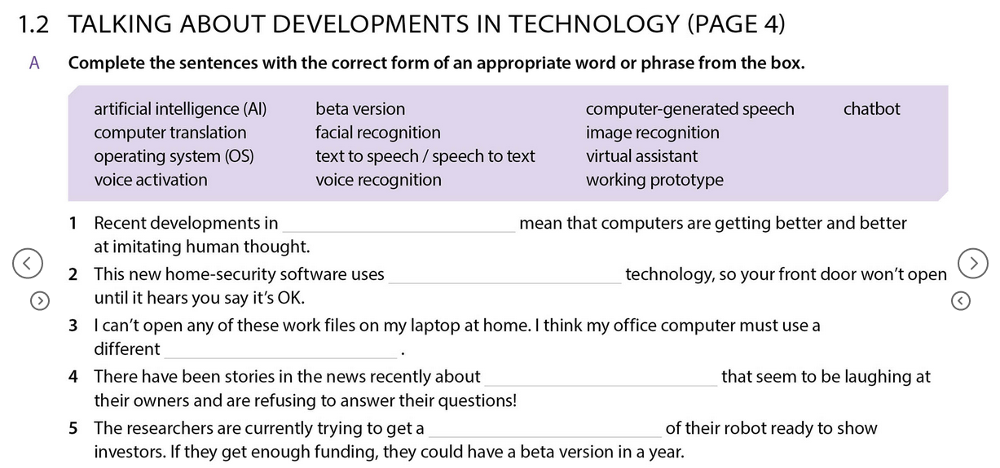 1.2 TALKING ABOUT DEVELOPMENTS IN TECHNOLOGY (PAGE 4)
A Complete the sentences with the correct form of an appropriate word or phrase from the box.
artificial intelligence (AI) beta version computer-generated speech chatbot
computer translation facial recognition image recognition
operating system (OS) text to speech / speech to text virtual assistant
voice activation voice recognition working prototype
1 Recent developments in ______ mean that computers are getting better and better
at imitating human thought.
2 This new home-security software uses ______ technology, so your front door won't open
until it hears you say it's OK.
3 I can't open any of these work files on my laptop at home. I think my office computer must use a
different ______ .
4 There have been stories in the news recently about ______ that seem to be laughing at
their owners and are refusing to answer their questions!
5 The researchers are currently trying to get a ______ of their robot ready to show
investors. If they get enough funding, they could have a beta version in a year.